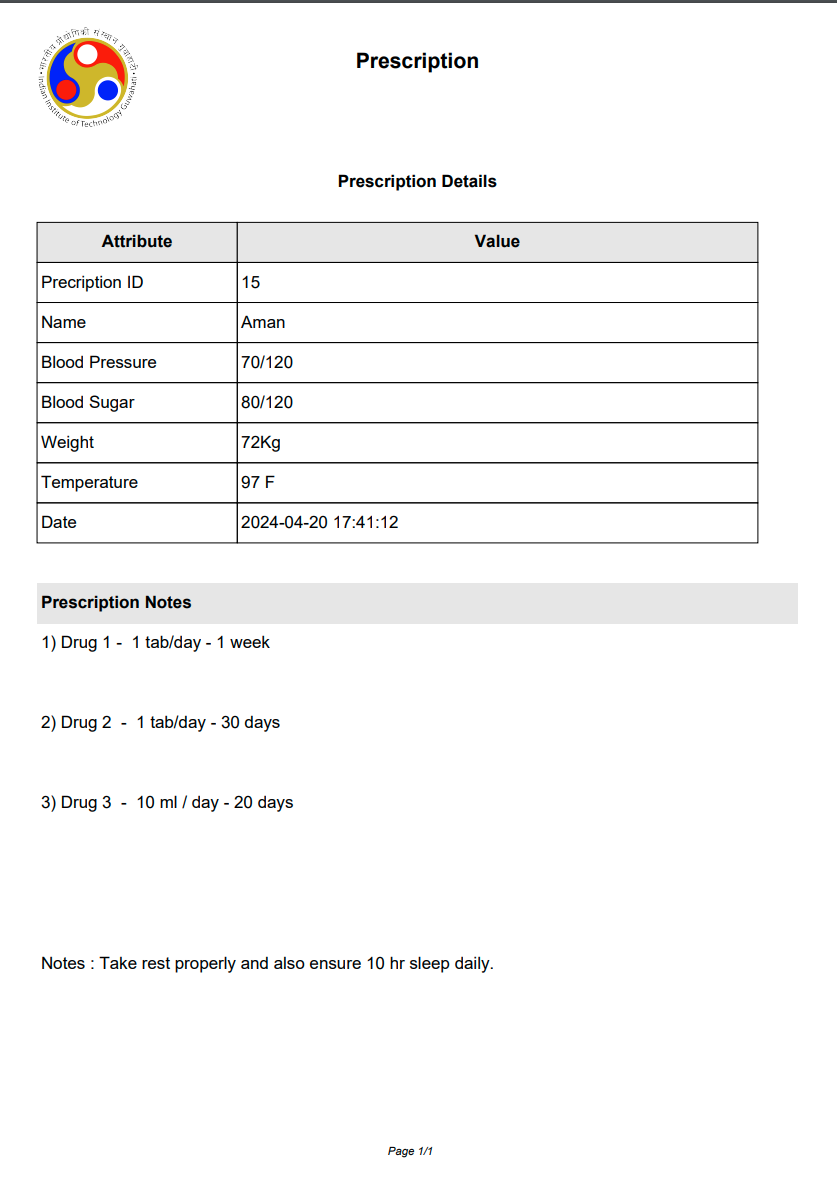 भारतीय प्रौद्योगिकी संस्थान गुवाहाटी
Indian Institute of Technology Guwahati
Prescription
Prescription Details
Attribute Value
Precription ID 15
Name Aman
Blood Pressure 70/120
Blood Sugar 80/120
Weight 72Kg
Temperature 97 F
Date 2024-04-20 17:41:12
Prescription Notes
1) Drug 1 - 1 tab/day - 1 week
2) Drug 2 - 1 tab/day - 30 days
3) Drug 3 - 10 ml / day - 20 days
Notes : Take rest properly and also ensure 10 hr sleep daily.
Page 1/1